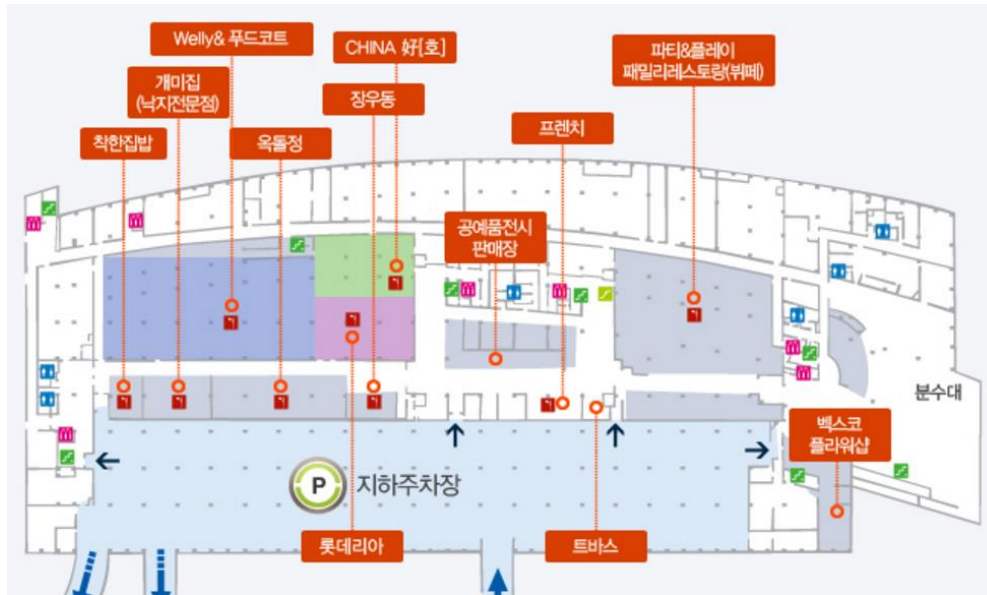 Welly& 푸드코트
CHINA 好[호]
파티&플레이
패밀리레스토랑(뷔페)
개미집
(낙지전문점)
장우동
프렌치
착한집밥
옥돌정
공예품전시
판매장
분수대
벡스코
플라워샵
P 지하주차장
롯데리아
트바스